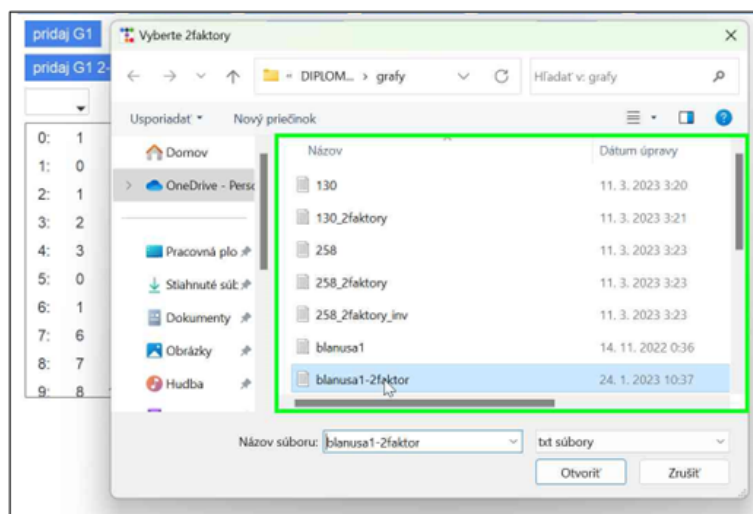 pridaj G1
Vyberte 2faktory
pridaj G1 2-
DIPLOM... > grafy
Hľadať v: grafy
Usporiadať
Nový priečinok
Domov
OneDrive - Perso
Pracovná plo
Stiahnuté súb
Dokumenty
Obrázky
Hudba
Názov
Dátum úpravy
130
11. 3. 2023 3:20
130_2faktory
11. 3. 2023 3:21
258
11. 3. 2023 3:23
258_2faktory
11. 3. 2023 3:23
258_2faktory_inv
11. 3. 2023 3:23
blanusa1
14. 11. 2022 0:36
blanusa1-2faktor
24. 1. 2023 10:37
0: 1
1: 0
2: 1
3: 2
4: 3
5: 0
6: 1
7: 6
8: 7
9: 8
Názov súboru:
blanusa1-2faktor
txt súbory
Otvoriť
Zrušiť